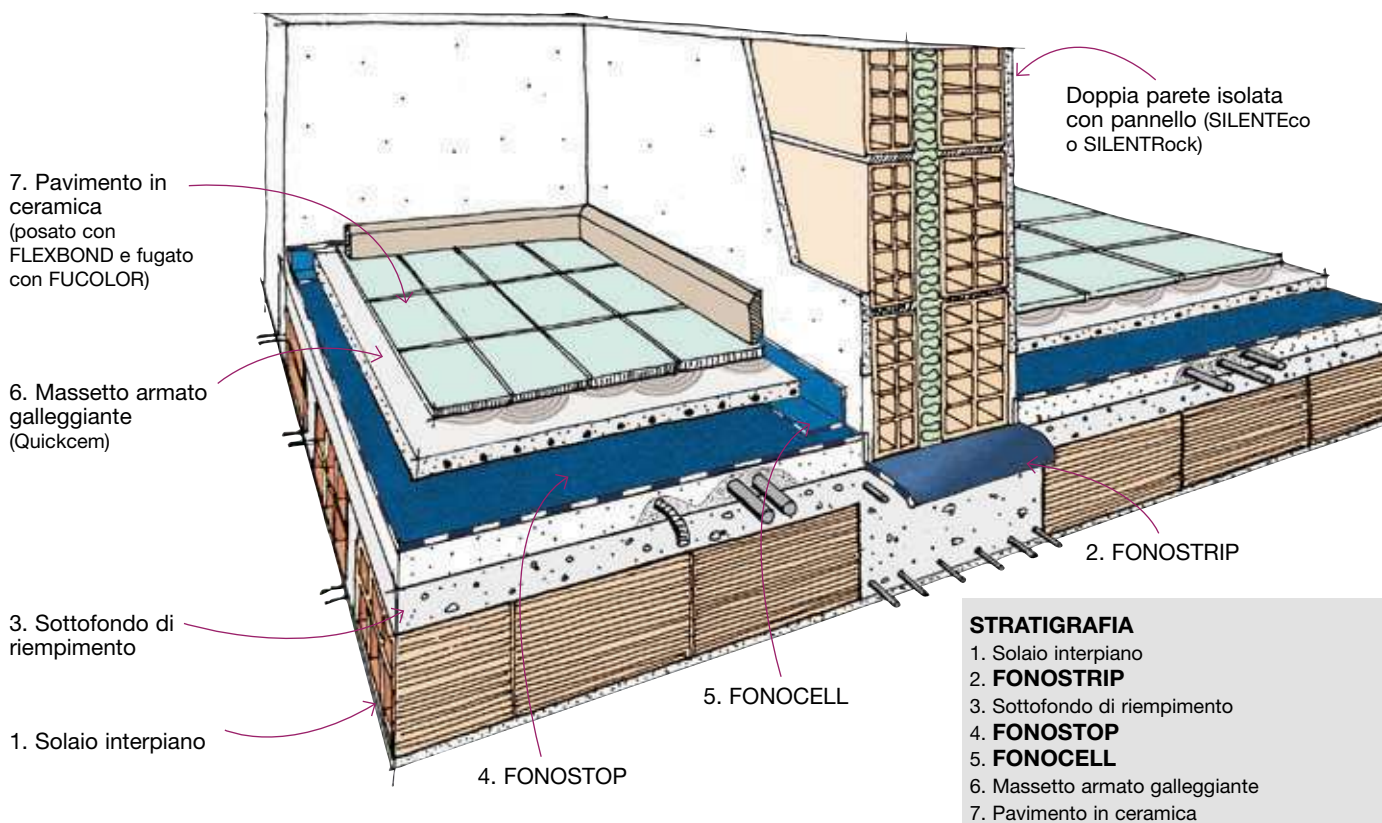 Doppia parete isolata
con pannello (SILENTEco
o SILENTRock)
7. Pavimento in
ceramica
(posato con
FLEXBOND e fugato
con FUCOLOR)
6. Massetto armato
galleggiante
(Quickcem)
2. FONOSTRIP
3. Sottofondo di
riempimento
5. FONOCELL
1. Solaio interpiano
4. FONOSTOP
STRATIGRAFIA
1. Solaio interpiano
2. FONOSTRIP
3. Sottofondo di riempimento
4. FONOSTOP
5. FONOCELL
6. Massetto armato galleggiante
7. Pavimento in ceramica